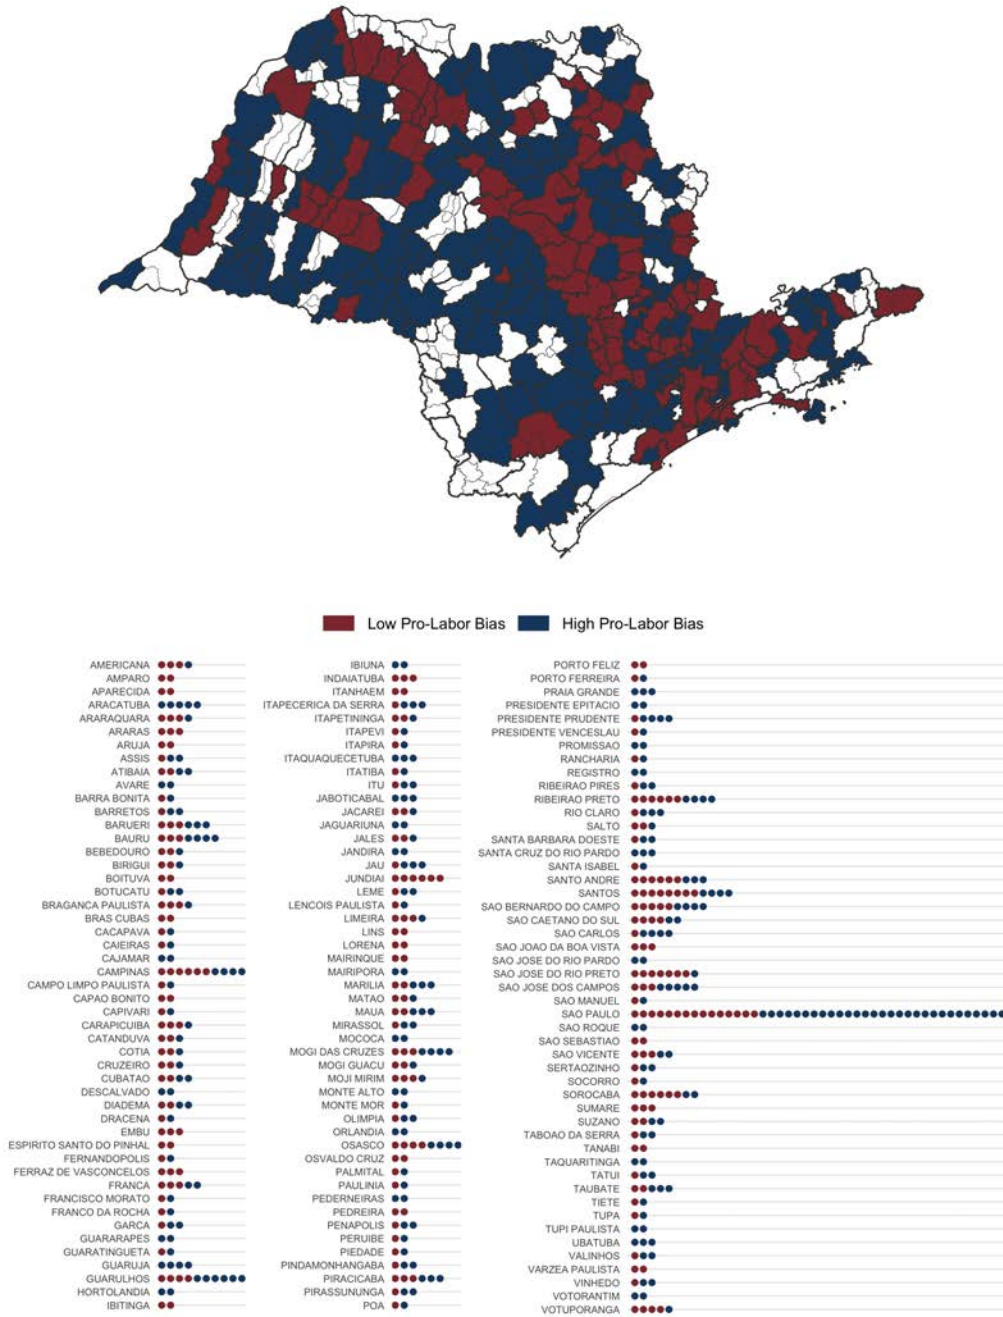 Low Pro-Labor Bias High Pro-Labor Bias
AMERICANA
AMPARO
APARECIDA
ARACATUBA
ARARAQUARA
ARARAS
ARUJA
ASSIS
ATIBAIA
AVARE
BARRA BONITA
BARRETOS
BARUERI
BAURU
BEBEDOURO
BIRIGUI
BOITUVA
BOTUCATU
BRAGANCA PAULISTA
BRAS CUBAS
CACAPAVA
CAIEIRAS
CAJAMAR
CAMPINAS
CAMPO LIMPO PAULISTA
CAPAO BONITO
CAPIVARI
CARAPICUIBA
CATANDUVA
COTIA
CRUZEIRO
CUBATAO
DESCALVADO
DIADEMA
DRACENA
EMBU
ESPIRITO SANTO DO PINHAL
FERNANDOPOLIS
FERRAZ DE VASCONCELOS
FRANCA
FRANCISCO MORATO
FRANCO DA ROCHA
GARCA
GUARARAPES
GUARATINGUETA
GUARUJA
GUARULHOS
HORTOLANDIA
IBITINGA
IBIUNA
INDAIATUBA
ITANHAEM
ITAPECERICA DA SERRA
ITAPETININGA
ITAPEVI
ITAPIRA
ITAQUAQUECETUBA
ITATIBA
ITU
JABOTICABAL
JACAREI
JAGUARIUNA
JALES
JANDIRA
JAU
JUNDIAI
LEME
LENCOIS PAULISTA
LIMEIRA
LINS
LORENA
MAIRINQUE
MAIRIPORA
MARILIA
MATAO
MAUA
MIRASSOL
MOCOCA
MOGI DAS CRUZES
MOGI GUACU
MOJI MIRIM
MONTE ALTO
MONTE MOR
OLIMPIA
ORLANDIA
OSASCO
OSVALDO CRUZ
PALMITAL
PAULINIA
PEDERNEIRAS
PEDREIRA
PENAPOLIS
PERUIBE
PIEDADE
PINDAMONHANGABA
PIRACICABA
PIRASSUNUNGA
POA
PORTO FELIZ
PORTO FERREIRA
PRAIA GRANDE
PRESIDENTE EPITACIO
PRESIDENTE PRUDENTE
PRESIDENTE VENCESLAU
PROMISSAO
RANCHARIA
REGISTRO
RIBEIRAO PIRES
RIBEIRAO PRETO
RIO CLARO
SALTO
SANTA BARBARA DOESTE
SANTA CRUZ DO RIO PARDO
SANTA ISABEL
SANTO ANDRE
SANTOS
SAO BERNARDO DO CAMPO
SAO CAETANO DO SUL
SAO CARLOS
SAO JOAO DA BOA VISTA
SAO JOSE DO RIO PARDO
SAO JOSE DO RIO PRETO
SAO JOSE DOS CAMPOS
SAO MANUEL
SAO PAULO
SAO ROQUE
SAO SEBASTIAO
SAO VICENTE
SERTAOZINHO
SOCORRO
SOROCABA
SUMARE
SUZANO
TABOAO DA SERRA
TANABI
TAQUARITINGA
TATUI
TAUBATE
TIETE
TUPA
TUPI PAULISTA
UBATUBA
VALINHOS
VARZEA PAULISTA
VINHEDO
VOTORANTIM
VOTUPORANGA